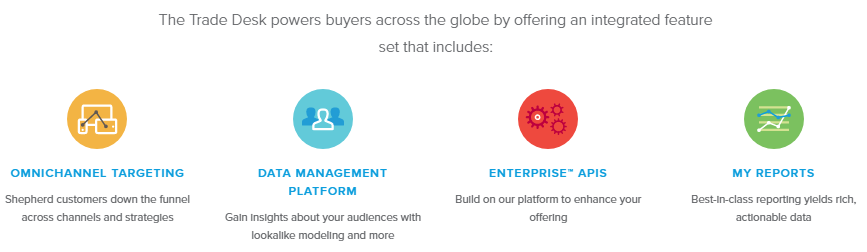 The Trade Desk powers buyers across the globe by offering an integrated feature
set that includes:
OMNICHANNEL TARGETING
Shepherd customers down the funnel
across channels and strategies
DATA MANAGEMENT
PLATFORM
Gain insights about your audiences with
lookalike modeling and more
ENTERPRISE™ APIS
Build on our platform to enhance your
offering
MY REPORTS
Best-in-class reporting yields rich,
actionable data